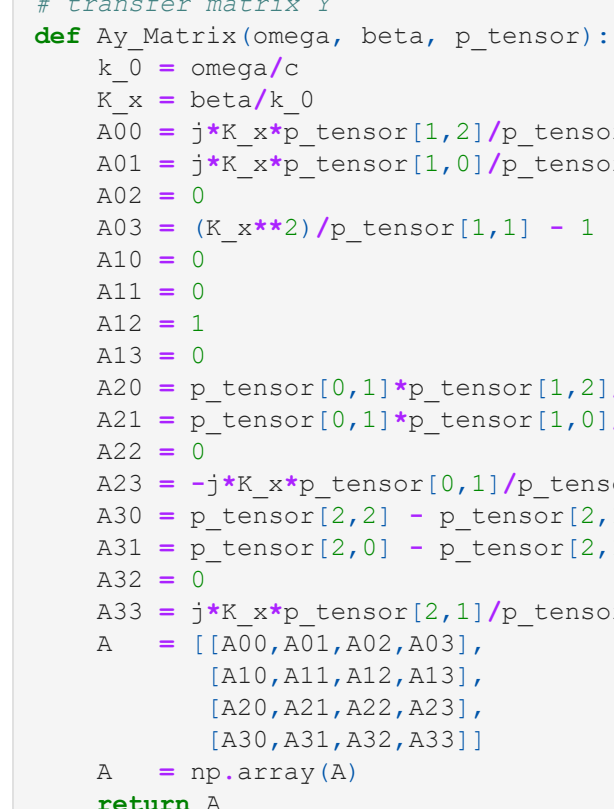 # transfer matrix Y
def Ay_Matrix(omega, beta, p_tensor):
    k_0 = omega/c
    K_x = beta/k_0
    A00 = j*K_x*p_tensor[1,2]/p_tenso
    A01 = j*K_x*p_tensor[1,0]/p_tenso
    A02 = 0
    A03 = (K_x**2)/p_tensor[1,1] - 1
    A10 = 0
    A11 = 0
    A12 = 1
    A13 = 0
    A20 = p_tensor[0,1]*p_tensor[1,2]
    A21 = p_tensor[0,1]*p_tensor[1,0]
    A22 = 0
    A23 = -j*K_x*p_tensor[0,1]/p_tens
    A30 = p_tensor[2,2] - p_tensor[2,
    A31 = p_tensor[2,0] - p_tensor[2,
    A32 = 0
    A33 = j*K_x*p_tensor[2,1]/p_tenso
    A   = [[A00,A01,A02,A03],
           [A10,A11,A12,A13],
           [A20,A21,A22,A23],
           [A30,A31,A32,A33]]
    A   = np.array(A)
    return A